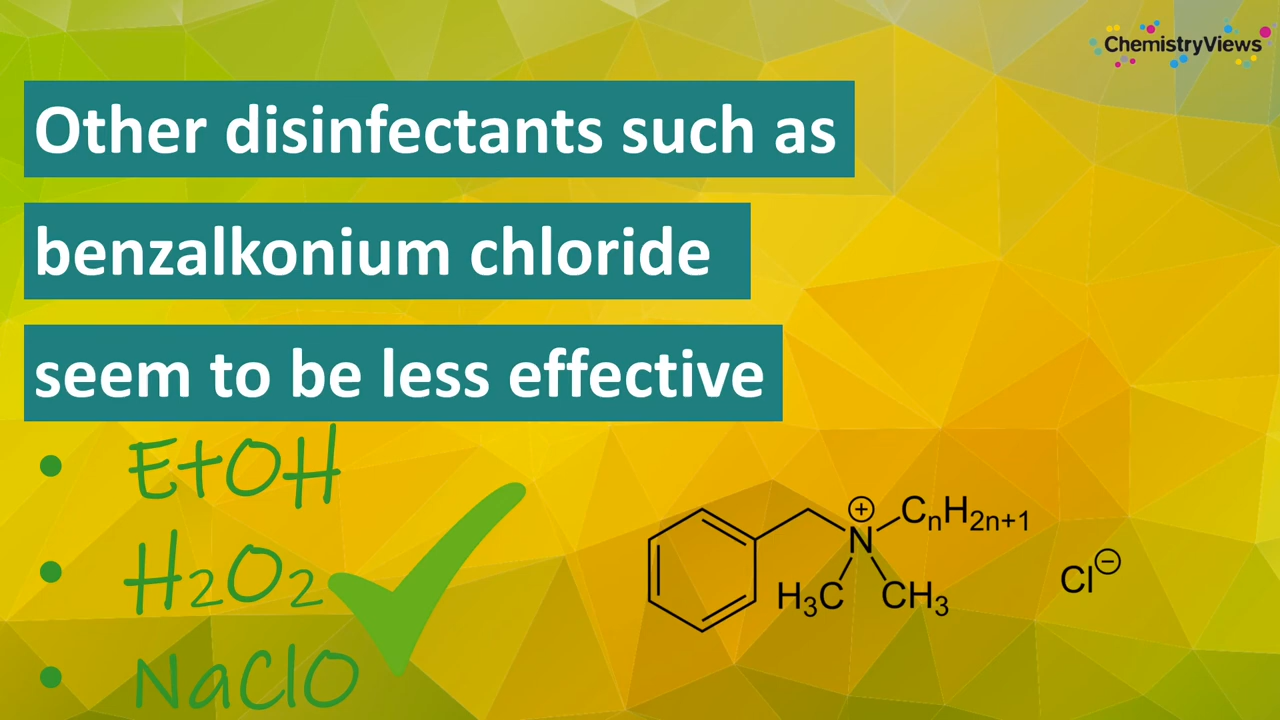 ChemistryViews
Other disinfectants such as
benzalkonium chloride
seem to be less effective
• EtOH
• H₂O₂
• NaClO
⊕
N
CₙH₂ₙ₊₁
H₃C
CH₃
Cl⊖